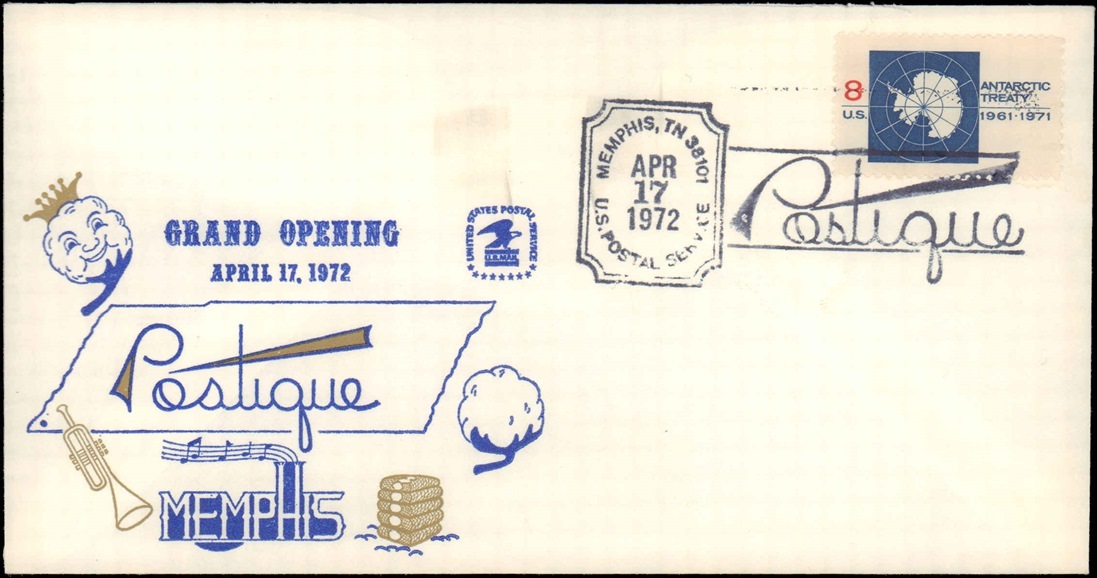 8
U.S.
ANTARCTIC
TREATY
1961·1971
MEMPHIS, TN 38101
APR
17
1972
U.S. POSTAL SERVICE
Postique
GRAND OPENING
APRIL 17, 1972
UNITED STATES POSTAL SERVICE
U.S. MAIL
Postique
MEMPHIS